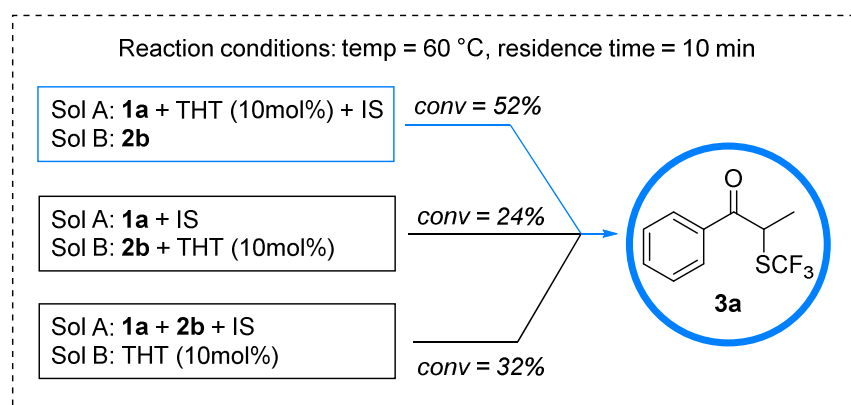 Reaction conditions: temp = 60 °C, residence time = 10 min
Sol A: 1a + THT (10mol%) + IS
Sol B: 2b
conv = 52%
Sol A: 1a + IS
Sol B: 2b + THT (10mol%)
conv = 24%
Sol A: 1a + 2b + IS
Sol B: THT (10mol%)
conv = 32%
O
SCF3
3a